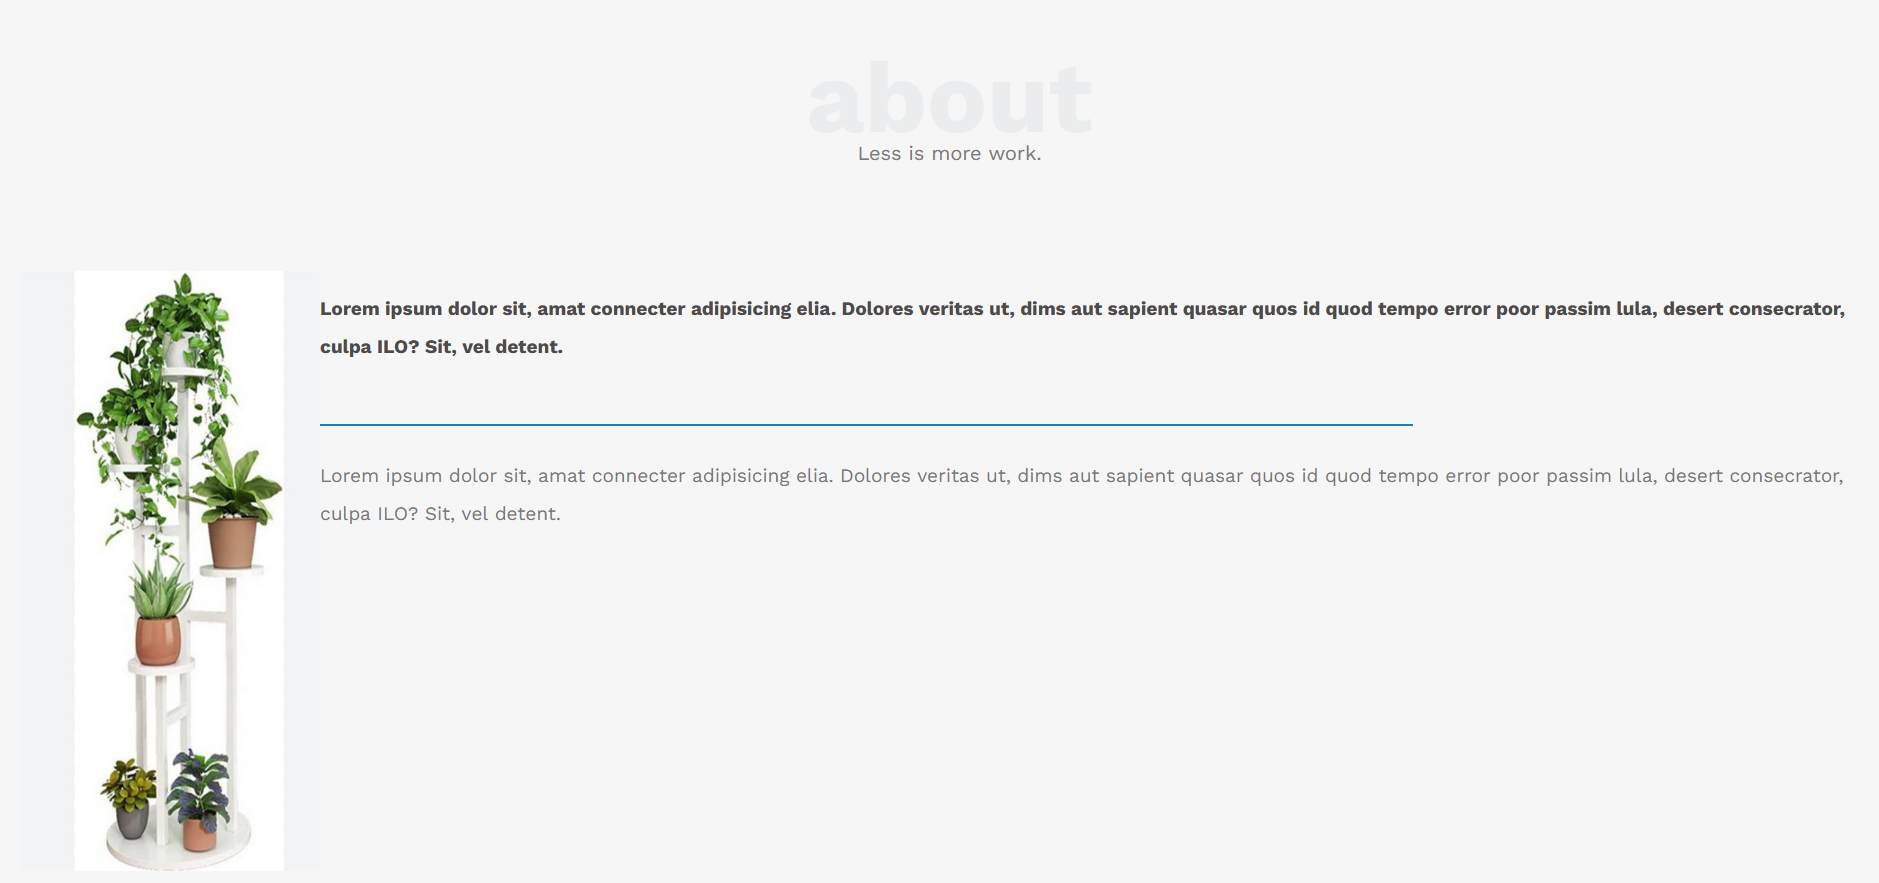 about
Less is more work.
Lorem ipsum dolor sit, amat connecter adipisicing elia. Dolores veritas ut, dims aut sapient quasar quos id quod tempo error poor passim lula, desert consecrator,
culpa ILO? Sit, vel detent.
Lorem ipsum dolor sit, amat connecter adipisicing elia. Dolores veritas ut, dims aut sapient quasar quos id quod tempo error poor passim lula, desert consecrator,
culpa ILO? Sit, vel detent.